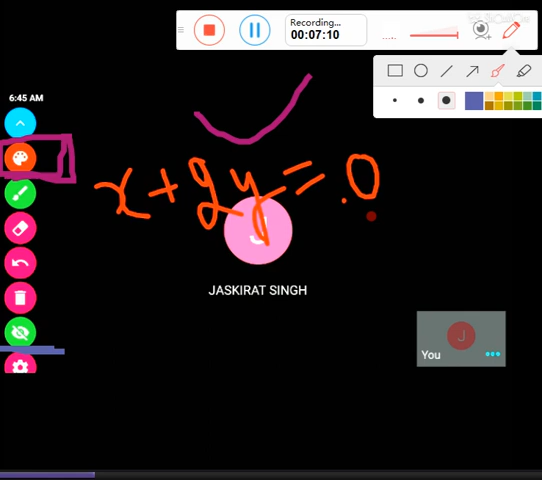 Recording...
00:07:10
6:45 AM
x + 2y = 0
J
JASKIRAT SINGH
J
You